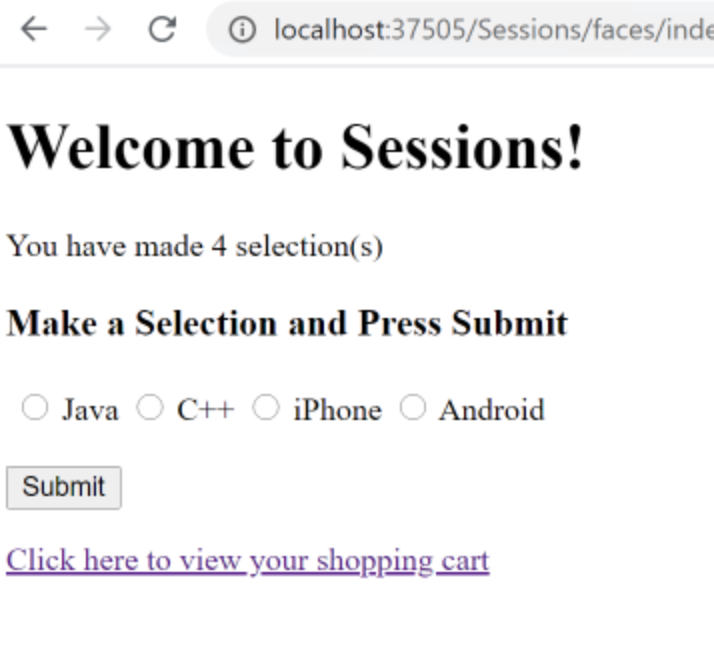 localhost:37505/Sessions/faces/inde
Welcome to Sessions!
You have made 4 selection(s)
Make a Selection and Press Submit
Java C++ iPhone Android
Submit
Click here to view your shopping cart